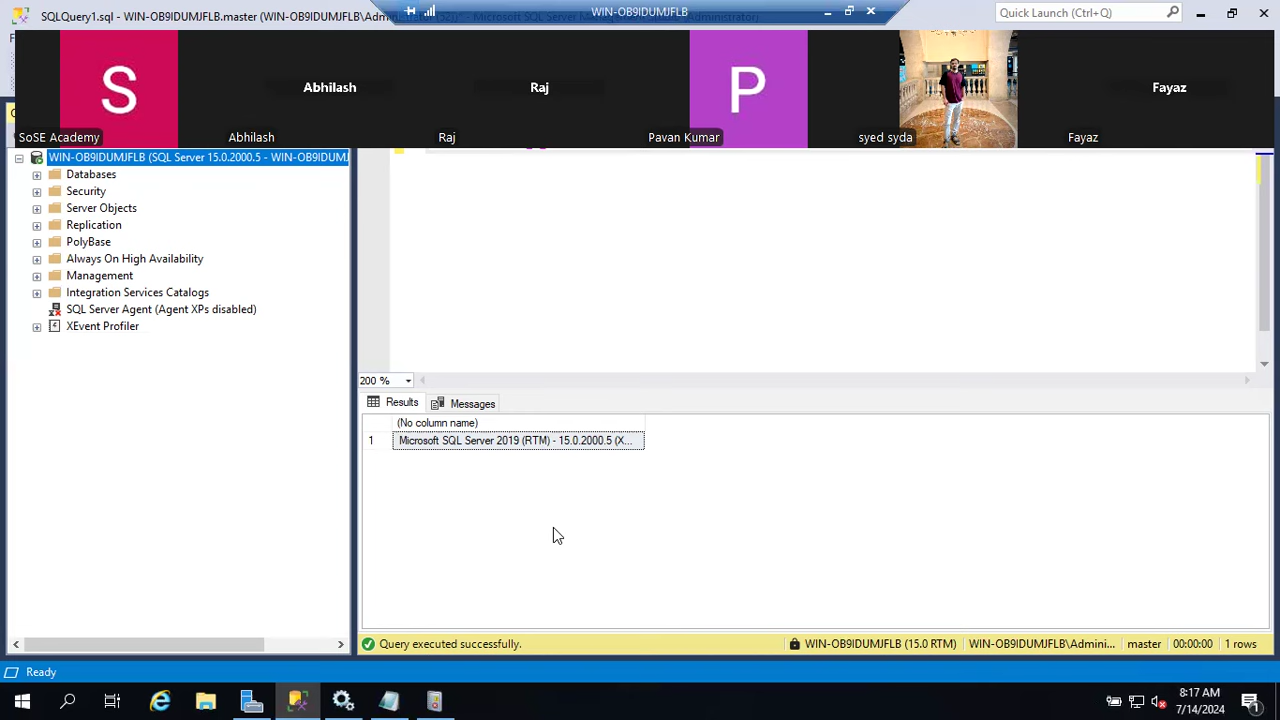 SQLQuery1.sql - WIN-OB9IDUMJFLB.master (WIN-OB9IDUMJFLB\Admini
Microsoft SQL Server
WIN-OB9IDUMJFLB
Quick Launch (Ctrl+Q)
S
Abhilash
Raj
P
Fayaz
SoSE Academy
Abhilash
Raj
Pavan Kumar
syed syda
Fayaz
WIN-OB9IDUMJFLB (SQL Server 15.0.2000.5 - WIN-OB9IDUMJ
Databases
Security
Server Objects
Replication
PolyBase
Always On High Availability
Management
Integration Services Catalogs
SQL Server Agent (Agent XPs disabled)
XEvent Profiler
200 %
Results
Messages
(No column name)
1 Microsoft SQL Server 2019 (RTM) - 15.0.2000.5 (X...
Query executed successfully.
WIN-OB9IDUMJFLB (15.0 RTM)
WIN-OB9IDUMJFLB\Admini...
master
00:00:00
1 rows
Ready
8:17 AM
7/14/2024
1